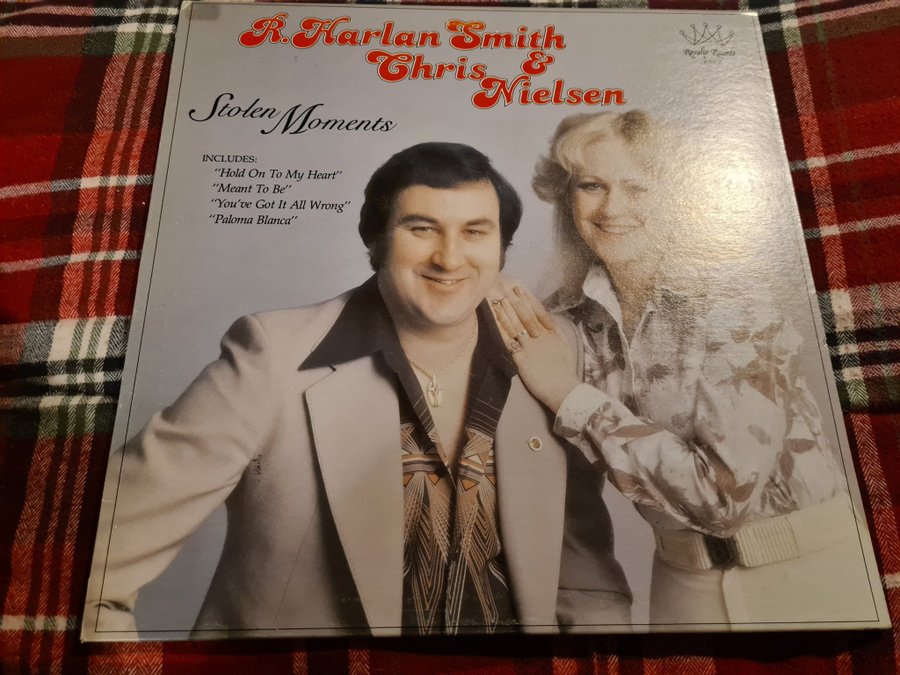 R. Harlan Smith
&
Chris Nielsen
Stolen Moments
Royalty Records
INCLUDES:
"Hold On To My Heart"
"Meant To Be"
"You've Got It All Wrong"
"Paloma Blanca"